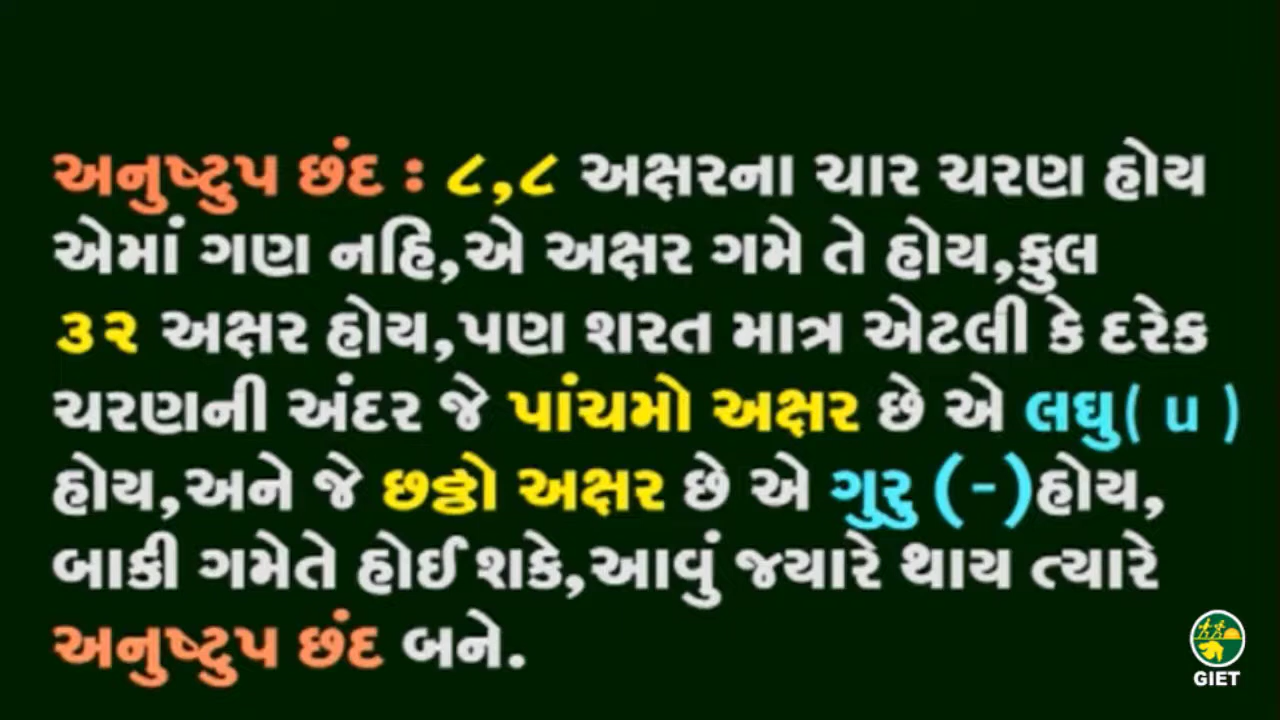 અનુષ્ટુપ છંદ : ૮,૮ અક્ષરના ચાર ચરણ હોય
એમાં ગણ નહિ,એ અક્ષર ગમે તે હોય,કુલ
૩૨ અક્ષર હોય,પણ શરત માત્ર એટલી કે દરેક
ચરણની અંદર જે પાંચમો અક્ષર છે એ લઘુ( u )
હોય,અને જે છઠ્ઠો અક્ષર છે એ ગુરુ (-)હોય,
બાકી ગમેતે હોઈ શકે,આવું જ્યારે થાય ત્યારે
અનુષ્ટુપ છંદ બને.
GIET